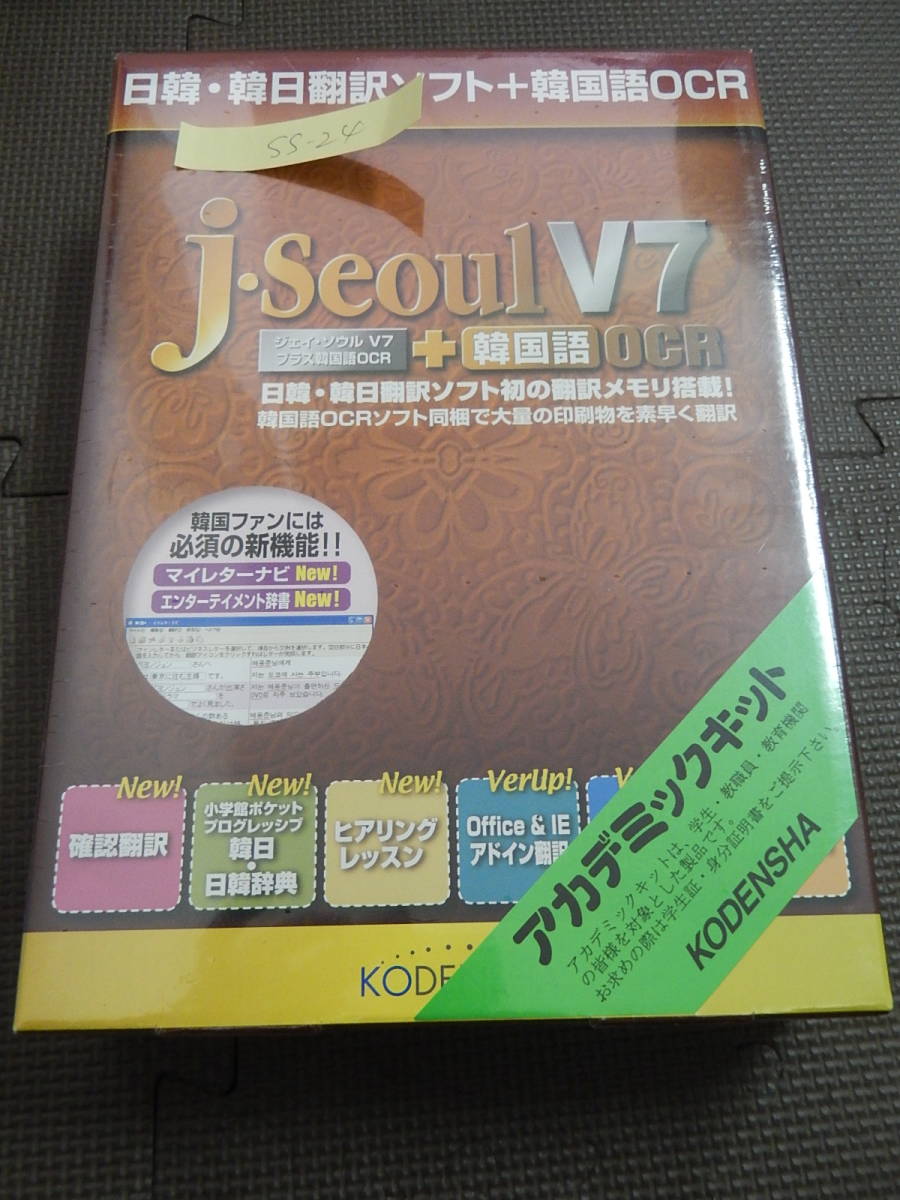 日韓・韓日翻訳ソフト+韓国語OCR
SS-24
j・Seoul V7
ジェイ・ソウル V7
プラス韓国語OCR
+韓国語OCR
日韓・韓日翻訳ソフト初の翻訳メモリ搭載!
韓国語OCRソフト同梱で大量の印刷物を素早く翻訳
韓国ファンには
必須の新機能!!
マイレターナビ New!
エンターテイメント辞書 New!
New!
確認翻訳
New!
小学館ポケット
プログレッシブ
韓日
・
日韓辞典
New!
ヒアリング
レッスン
VerUp!
Office & IE
アドイン翻訳
アカデミックキット
アカデミックキットは、学生・教職員・教育機関
の皆様を対象とした製品です。
お求めの際は学生証・身分証明書をご提示下さい。
KODENSHA
KODE